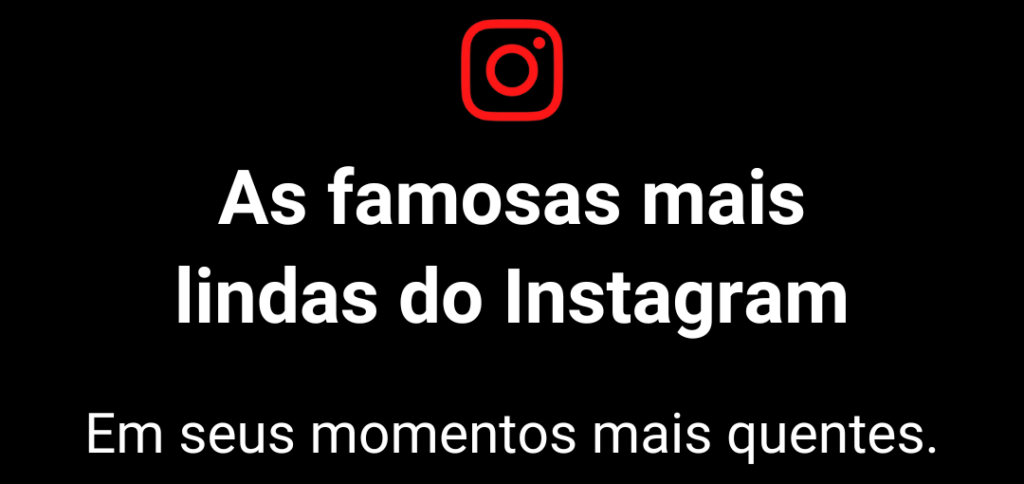 As famosas mais
lindas do Instagram
Em seus momentos mais quentes.